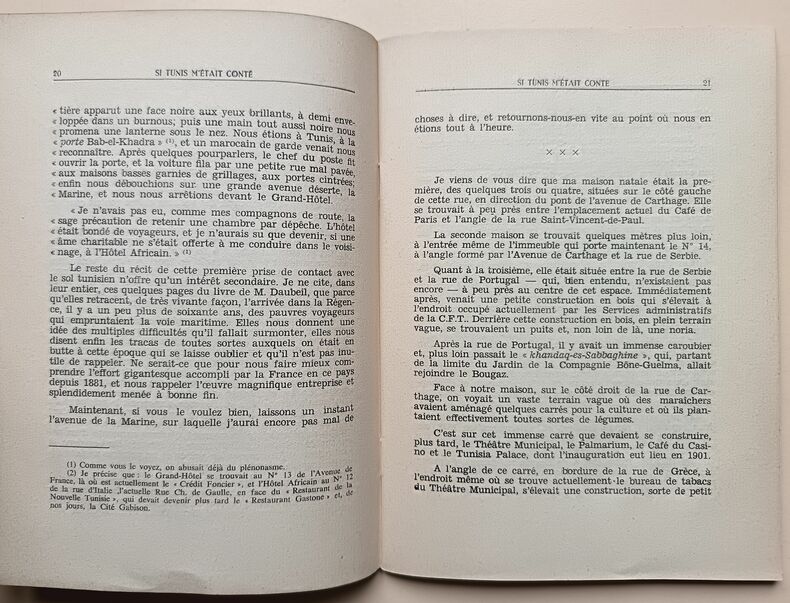 20 SI TUNIS M'ÉTAIT CONTÉ
« tière apparut une face noire aux yeux brillants, à demi enve-
« loppée dans un burnous; puis une main tout aussi noire nous
« promena une lanterne sous le nez. Nous étions à Tunis, à la
« porte Bab-el-Khadra » (1), et un marocain de garde venait nous
« reconnaître. Après quelques pourparlers, le chef du poste fit
« ouvrir la porte, et la voiture fila par une petite rue mal pavée,
« aux maisons basses garnies de grillages, aux portes cintrées;
« enfin nous débouchions sur une grande avenue déserte, la
« Marine, et nous nous arrêtions devant le Grand-Hôtel.
« Je n'avais pas eu, comme mes compagnons de route, la
« sage précaution de retenir une chambre par dépêche. L'hôtel
« était bondé de voyageurs, et je n'aurais su que devenir, si une
« âme charitable ne s'était offerte à me conduire dans le voisi-
« nage, à l'Hôtel Africain. » (2)
Le reste du récit de cette première prise de contact avec
le sol tunisien n'offre qu'un intérêt secondaire. Je ne cite, dans
leur entier, ces quelques pages du livre de M. Daubeil, que parce
qu'elles retracent, de très vivante façon, l'arrivée dans la Régen-
ce, il y a un peu plus de soixante ans, des pauvres voyageurs
qui empruntaient la voie maritime. Elles nous donnent une
idée des multiples difficultés qu'il fallait surmonter, elles nous
disent enfin les tracas de toutes sortes auxquels on était en
butte à cette époque qui se laisse oublier et qu'il n'est pas inu-
tile de rappeler. Ne serait-ce que pour nous faire mieux com-
prendre l'effort gigantesque accompli par la France en ce pays
depuis 1881, et nous rappeler l'œuvre magnifique entreprise et
splendidement menée à bonne fin.
Maintenant, si vous le voulez bien, laissons un instant
l'avenue de la Marine, sur laquelle j'aurai encore pas mal de
(1) Comme vous le voyez, on abusait déjà du plénonasme.
(2) Je précise que : le Grand-Hôtel se trouvait au N° 13 de l'Avenue de
France, là où est actuellement le « Crédit Foncier », et l'Hôtel Africain au N° 12
de la rue d'Italie J'actuelle Rue Ch. de Gaulle, en face du « Restaurant de la
Nouvelle Tunisie », qui devait devenir plus tard le « Restaurant Gastone » et, de
nos jours, la Cité Gabison.
SI TUNIS M'ÉTAIT CONTÉ 21
choses à dire, et retournons-nous-en vite au point où nous en
étions tout à l'heure.
× × ×
Je viens de vous dire que ma maison natale était la pre-
mière, des quelques trois ou quatre, situées sur le côté gauche
de cette rue, en direction du pont de l'avenue de Carthage. Elle
se trouvait à peu près entre l'emplacement actuel du Café de
Paris et l'angle de la rue Saint-Vincent-de-Paul.
La seconde maison se trouvait quelques mètres plus loin,
à l'entrée même de l'immeuble qui porte maintenant le N° 14,
à l'angle formé par l'Avenue de Carthage et la rue de Serbie.
Quant à la troisième, elle était située entre la rue de Serbie
et la rue de Portugal — qui, bien entendu, n'existaient pas
encore — à peu près au centre de cet espace. Immédiatement
après, venait une petite construction en bois qui s'élevait à
l'endroit occupé actuellement par les Services administratifs
de la C.F.T.. Derrière cette construction en bois, en plein terrain
vague, se trouvaient un puits et, non loin de là, une noria.
Après la rue de Portugal, il y avait un immense caroubier
et, plus loin passait le « khandaq-es-Sabbaghine », qui, partant
de la limite du Jardin de la Compagnie Bône-Guelma, allait
rejoindre le Bougaz.
Face à notre maison, sur le côté droit de la rue de Car-
thage, on voyait un vaste terrain vague où des maraîchers
avaient aménagé quelques carrés pour la culture et où ils plan-
taient effectivement toutes sortes de légumes.
C'est sur cet immense carré que devaient se construire,
plus tard, le Théâtre Municipal, le Palmarium, le Café du Casi-
no et le Tunisia Palace, dont l'inauguration eut lieu en 1901.
A l'angle de ce carré, en bordure de la rue de Grèce, à
l'endroit même où se trouve actuellement le bureau de tabacs
du Théâtre Municipal, s'élevait une construction, sorte de petit